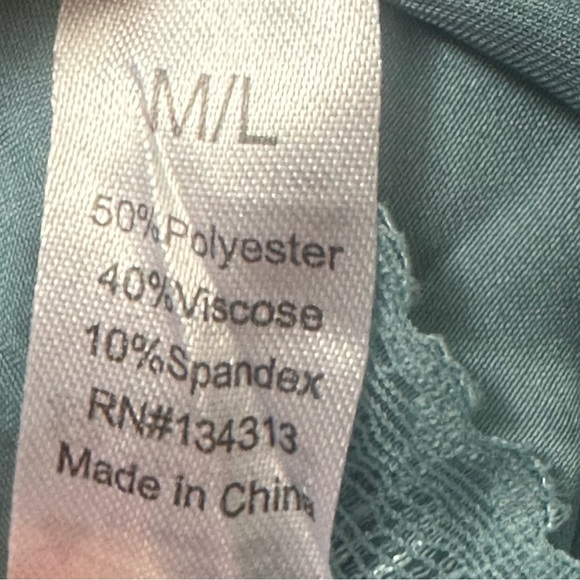 M/L
50%Polyester
40%Viscose
10%Spandex
RN#134313
Made in China